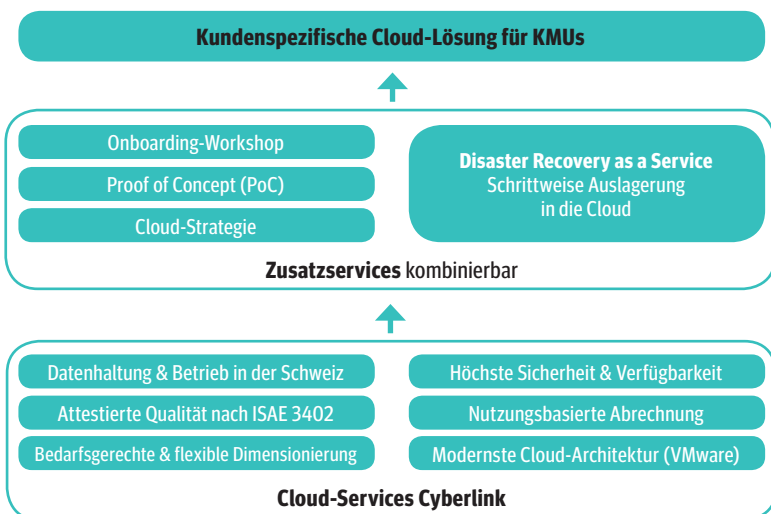 Kundenspezifische Cloud-Lösung für KMUs
Onboarding-Workshop
Proof of Concept (PoC)
Cloud-Strategie
Disaster Recovery as a Service
Schrittweise Auslagerung
in die Cloud
Zusatzservices kombinierbar
Datenhaltung & Betrieb in der Schweiz
Attestierte Qualität nach ISAE 3402
Bedarfsgerechte & flexible Dimensionierung
Höchste Sicherheit & Verfügbarkeit
Nutzungsbasierte Abrechnung
Modernste Cloud-Architektur (VMware)
Cloud-Services Cyberlink